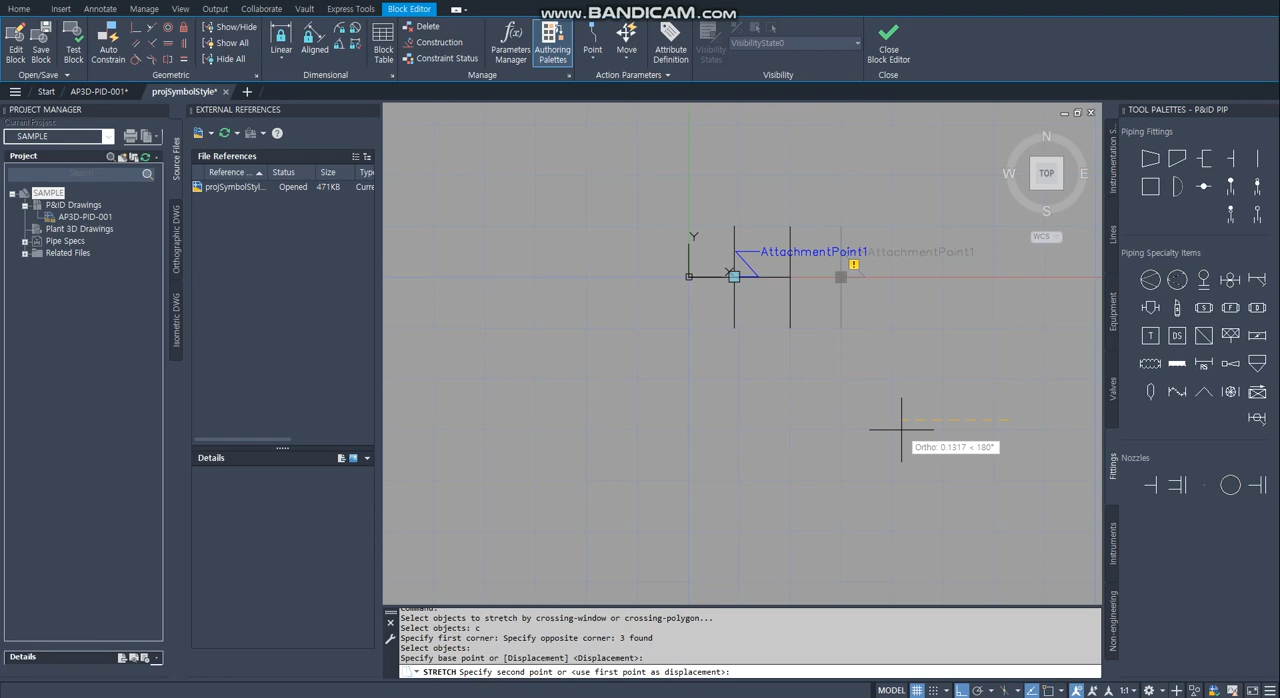 www.BANDICAM.com
Home Insert Annotate Manage View Output Collaborate Vault Express Tools Block Editor
Edit Block
Save Block
Test Block
Auto Constrain
Show/Hide
Show All
Hide All
Linear
Aligned
Delete
Construction
Constraint Status
Block Table
Parameters Manager
Authoring Palettes
Point
Move
Attribute Definition
Visibility States
VisibilityState0
Close Block Editor
Open/Save Geometric Dimensional Manage Action Parameters Visibility Close
Start AP3D-PID-001* projSymbolStyle*
PROJECT MANAGER
Current Project:
SAMPLE
Project
Search
SAMPLE
P&ID Drawings
AP3D-PID-001
Plant 3D Drawings
Pipe Specs
Related Files
Details
Source Files
Orthographic DWG
Isometric DWG
EXTERNAL REFERENCES
File References
Reference ... Status Size Type
projSymbolStyl... Opened 471KB Curre
Details
Y
X
AttachmentPoint1
AttachmentPoint1
Ortho: 0.1317 < 180°
N
W TOP E
S
WCS
Command:
Select objects to stretch by crossing-window or crossing-polygon...
Select objects: c
Specify first corner: Specify opposite corner: 3 found
Select objects:
Specify base point or [Displacement] <Displacement>:
STRETCH Specify second point or <use first point as displacement>:
TOOL PALETTES - P&ID PIP
Piping Fittings
Piping Specialty Items
S
F
D
T
DS
RS
Nozzles
Instrumentation S...
Lines
Equipment
Valves
Fittings
Instruments
Non-engineering
MODEL 1:1